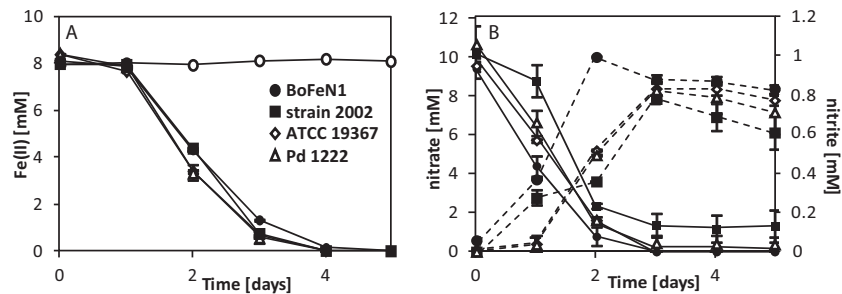 A
10
8
6
4
2
0
Fe(II) [mM]
0
2
4
Time [days]
BoFeN1
strain 2002
ATCC 19367
Pd 1222
B
12
10
8
6
4
2
0
nitrate [mM]
0
2
4
Time [days]
1.2
1
0.8
0.6
0.4
0.2
0
nitrite [mM]